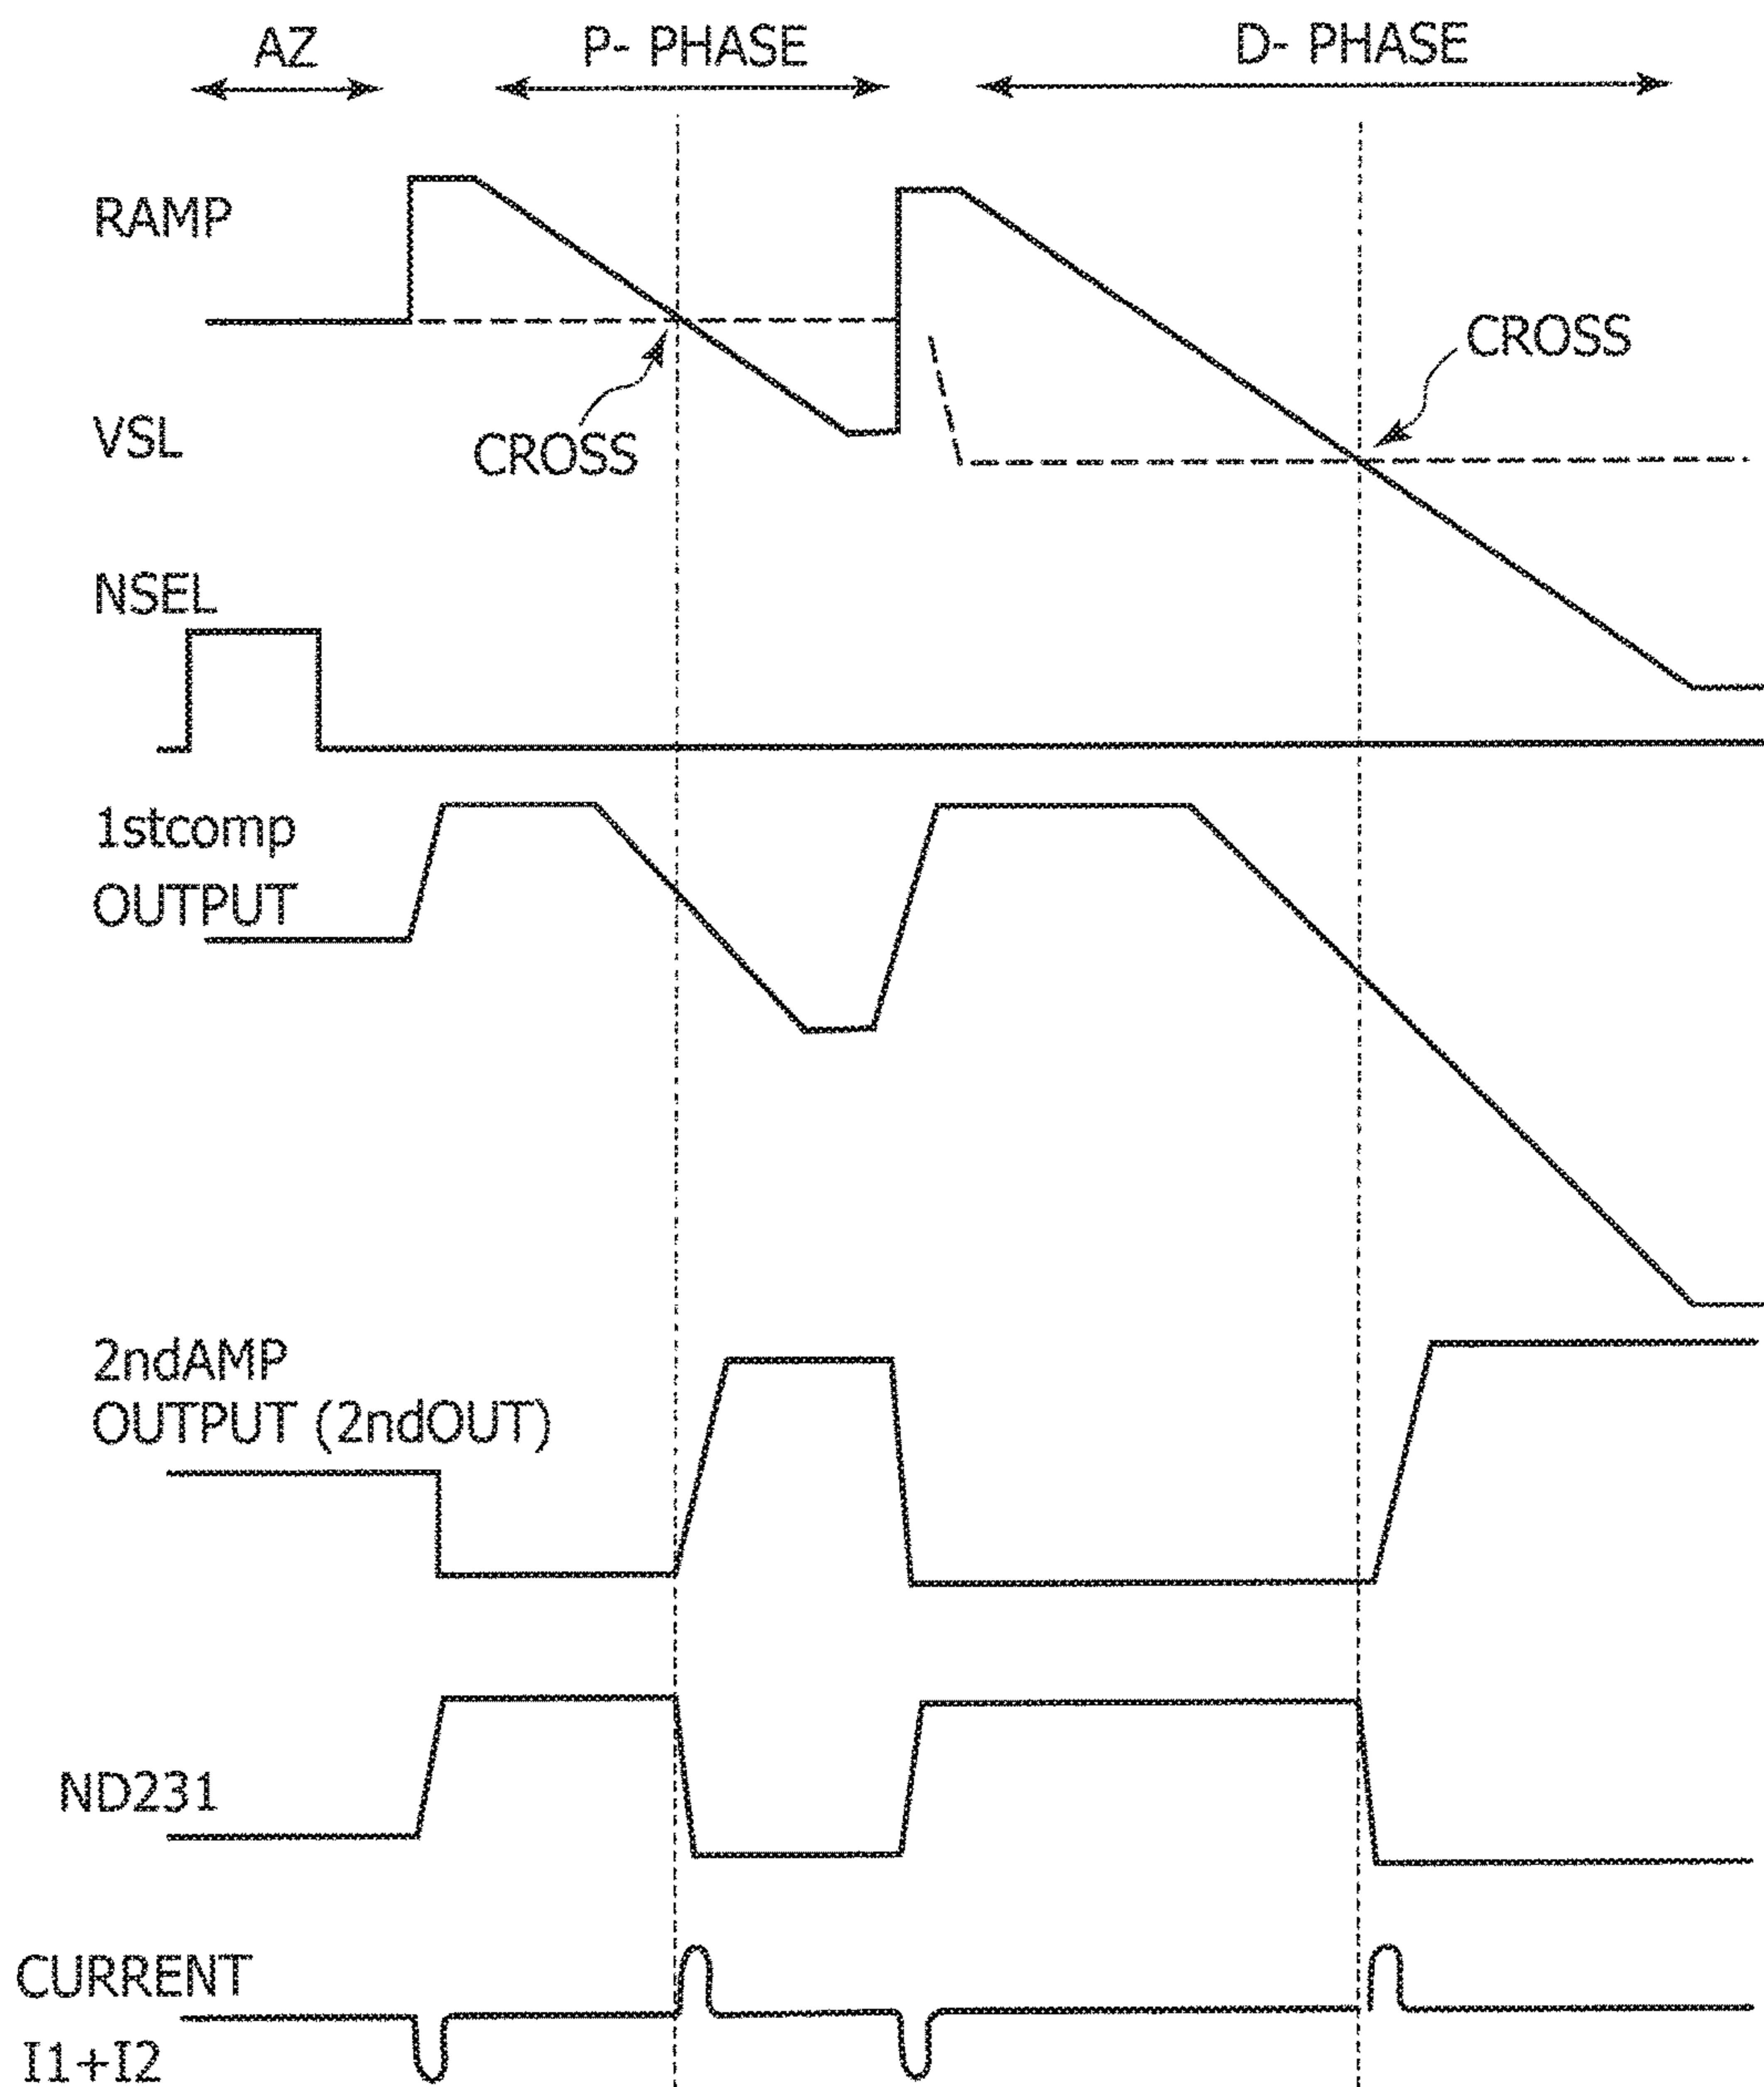 AZ
P- PHASE
D- PHASE
RAMP
CROSS
VSL
CROSS
NSEL
1stcomp
OUTPUT
2ndAMP
OUTPUT (2ndOUT)
ND231
CURRENT
I1+I2